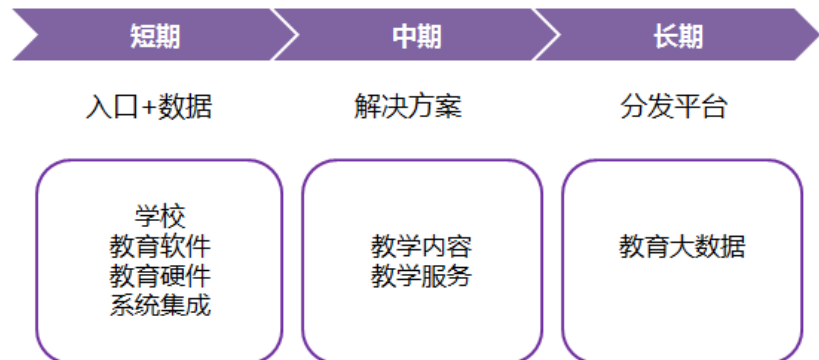 短期
中期
长期
入口+数据
解决方案
分发平台
学校
教育软件
教育硬件
系统集成
教学内容
教学服务
教育大数据